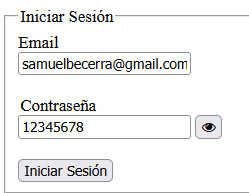 Iniciar Sesión
Email
samuelbecerra@gmail.com
Contraseña
12345678
Iniciar Sesión